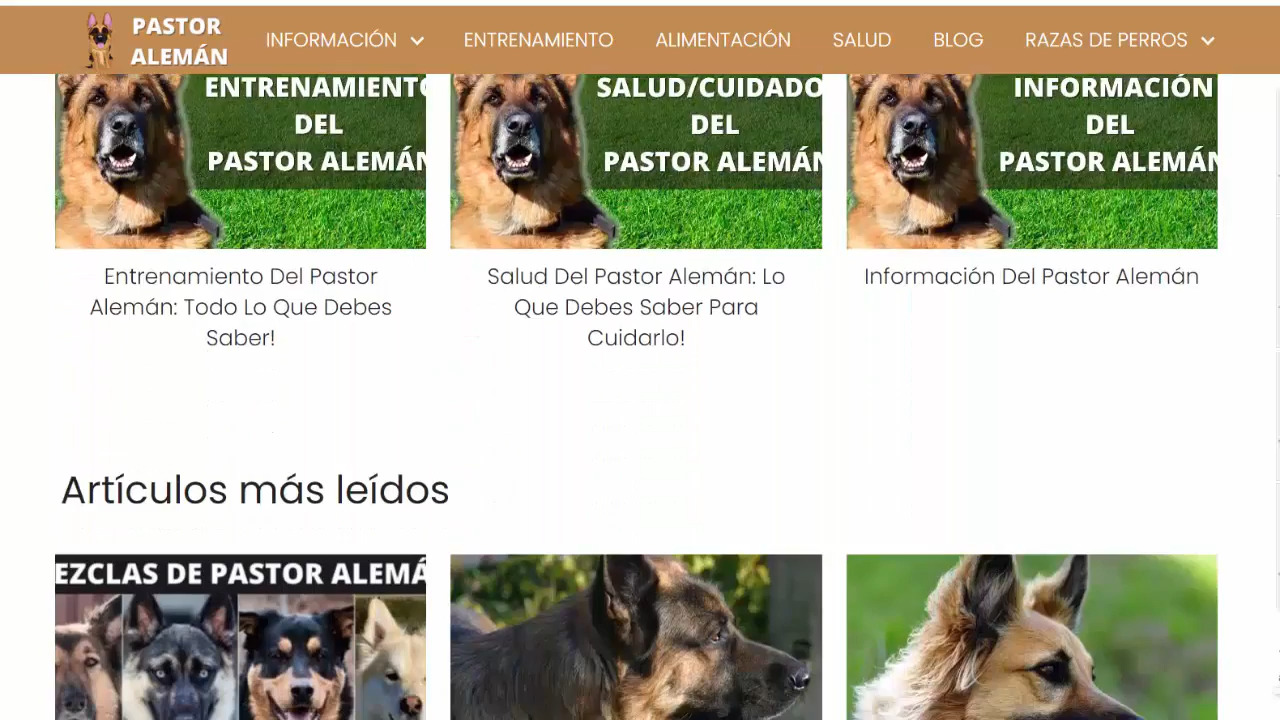 PASTOR
ALEMÁN
INFORMACIÓN
ENTRENAMIENTO
ALIMENTACIÓN
SALUD
BLOG
RAZAS DE PERROS
ENTRENAMIENTO
DEL
PASTOR ALEMÁN
SALUD/CUIDADO
DEL
PASTOR ALEMÁN
INFORMACIÓN
DEL
PASTOR ALEMÁN
Entrenamiento Del Pastor
Alemán: Todo Lo Que Debes
Saber!
Salud Del Pastor Alemán: Lo
Que Debes Saber Para
Cuidarlo!
Información Del Pastor Alemán
Artículos más leídos
EZCLAS DE PASTOR ALEMÁ